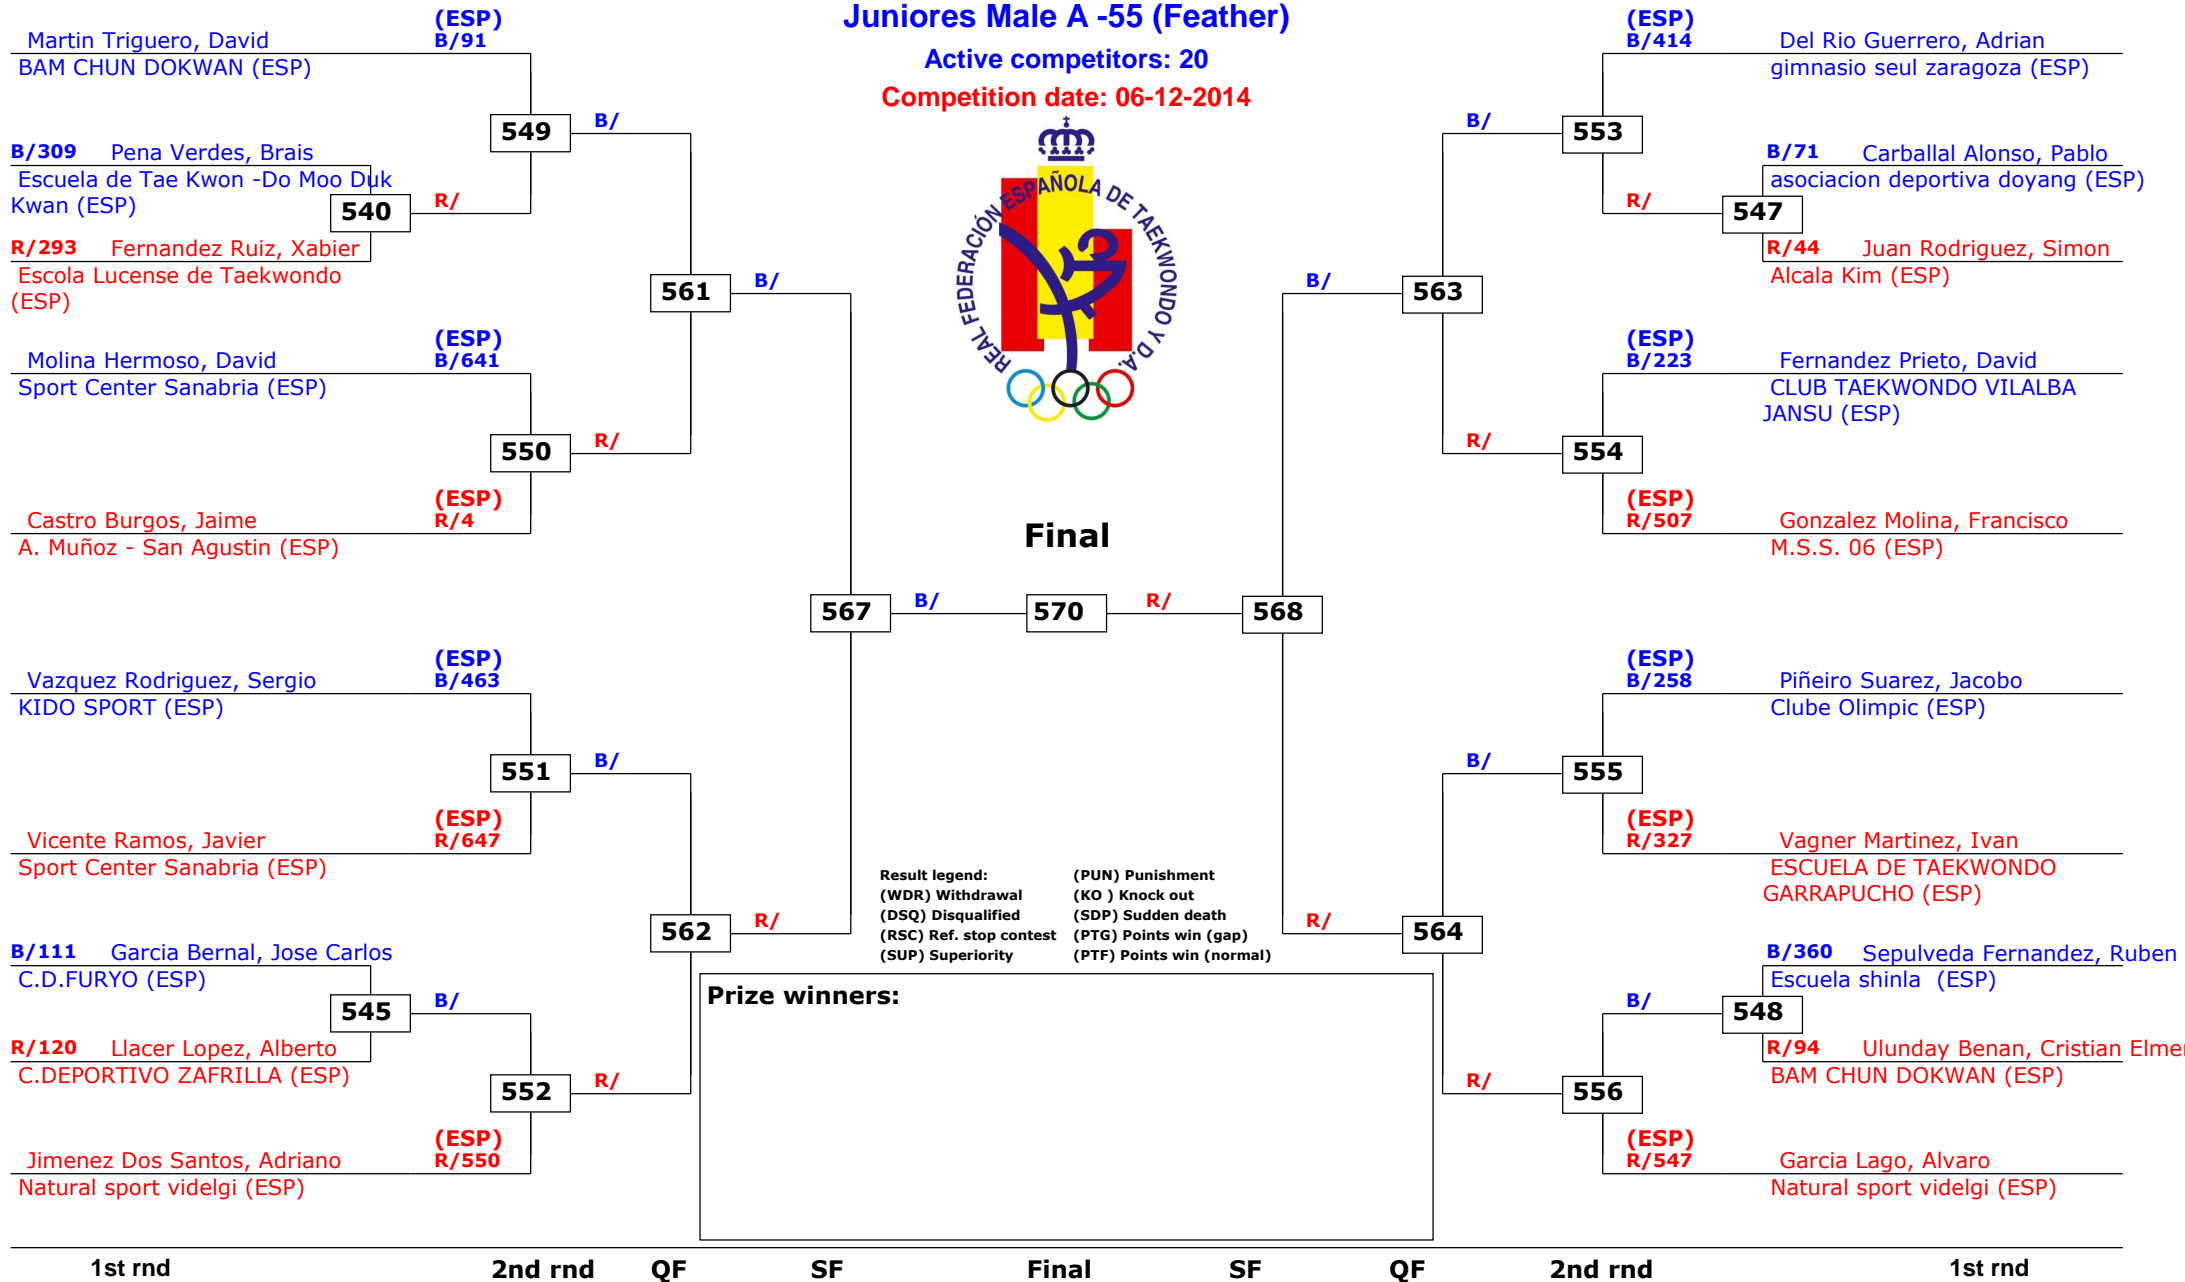 Juniores Male A -55 (Feather)
Active competitors: 20
Competition date: 06-12-2014
REAL FEDERACIÓN ESPAÑOLA DE TAEKWONDO Y D.A.
(ESP)
Martin Triguero, David B/91
BAM CHUN DOKWAN (ESP)
549
B/
B/309 Pena Verdes, Brais
Escuela de Tae Kwon -Do Moo Duk
Kwan (ESP)
540
R/
R/293 Fernandez Ruiz, Xabier
Escola Lucense de Taekwondo
(ESP)
561
B/
(ESP)
Molina Hermoso, David B/641
Sport Center Sanabria (ESP)
550
R/
(ESP)
Castro Burgos, Jaime R/4
A. Muñoz - San Agustin (ESP)
567
B/
(ESP)
Vazquez Rodriguez, Sergio B/463
KIDO SPORT (ESP)
551
B/
(ESP)
Vicente Ramos, Javier R/647
Sport Center Sanabria (ESP)
562
R/
B/111 Garcia Bernal, Jose Carlos
C.D.FURYO (ESP)
545
B/
R/120 Llacer Lopez, Alberto
C.DEPORTIVO ZAFRILLA (ESP)
552
R/
(ESP)
Jimenez Dos Santos, Adriano R/550
Natural sport videlgi (ESP)
Final
570
R/
568
(ESP)
B/414 Del Rio Guerrero, Adrian
gimnasio seul zaragoza (ESP)
B/
553
B/71 Carballal Alonso, Pablo
asociacion deportiva doyang (ESP)
R/
547
R/44 Juan Rodriguez, Simon
Alcala Kim (ESP)
B/
563
(ESP)
B/223 Fernandez Prieto, David
CLUB TAEKWONDO VILALBA
JANSU (ESP)
R/
554
(ESP)
R/507 Gonzalez Molina, Francisco
M.S.S. 06 (ESP)
(ESP)
B/258 Piñeiro Suarez, Jacobo
Clube Olimpic (ESP)
B/
555
(ESP)
R/327 Vagner Martinez, Ivan
ESCUELA DE TAEKWONDO
GARRAPUCHO (ESP)
R/
564
B/360 Sepulveda Fernandez, Ruben
Escuela shinla (ESP)
B/
548
R/94 Ulunday Benan, Cristian
BAM CHUN DOKWAN (ESP)
R/
556
(ESP)
R/547 Garcia Lago, Alvaro
Natural sport videlgi (ESP)
Result legend: (PUN) Punishment
(WDR) Withdrawal (KO ) Knock out
(DSQ) Disqualified (SDP) Sudden death
(RSC) Ref. stop contest (PTG) Points win (gap)
(SUP) Superiority (PTF) Points win (normal)
Prize winners:
1st rnd 2nd rnd QF SF Final SF QF 2nd rnd 1st rnd